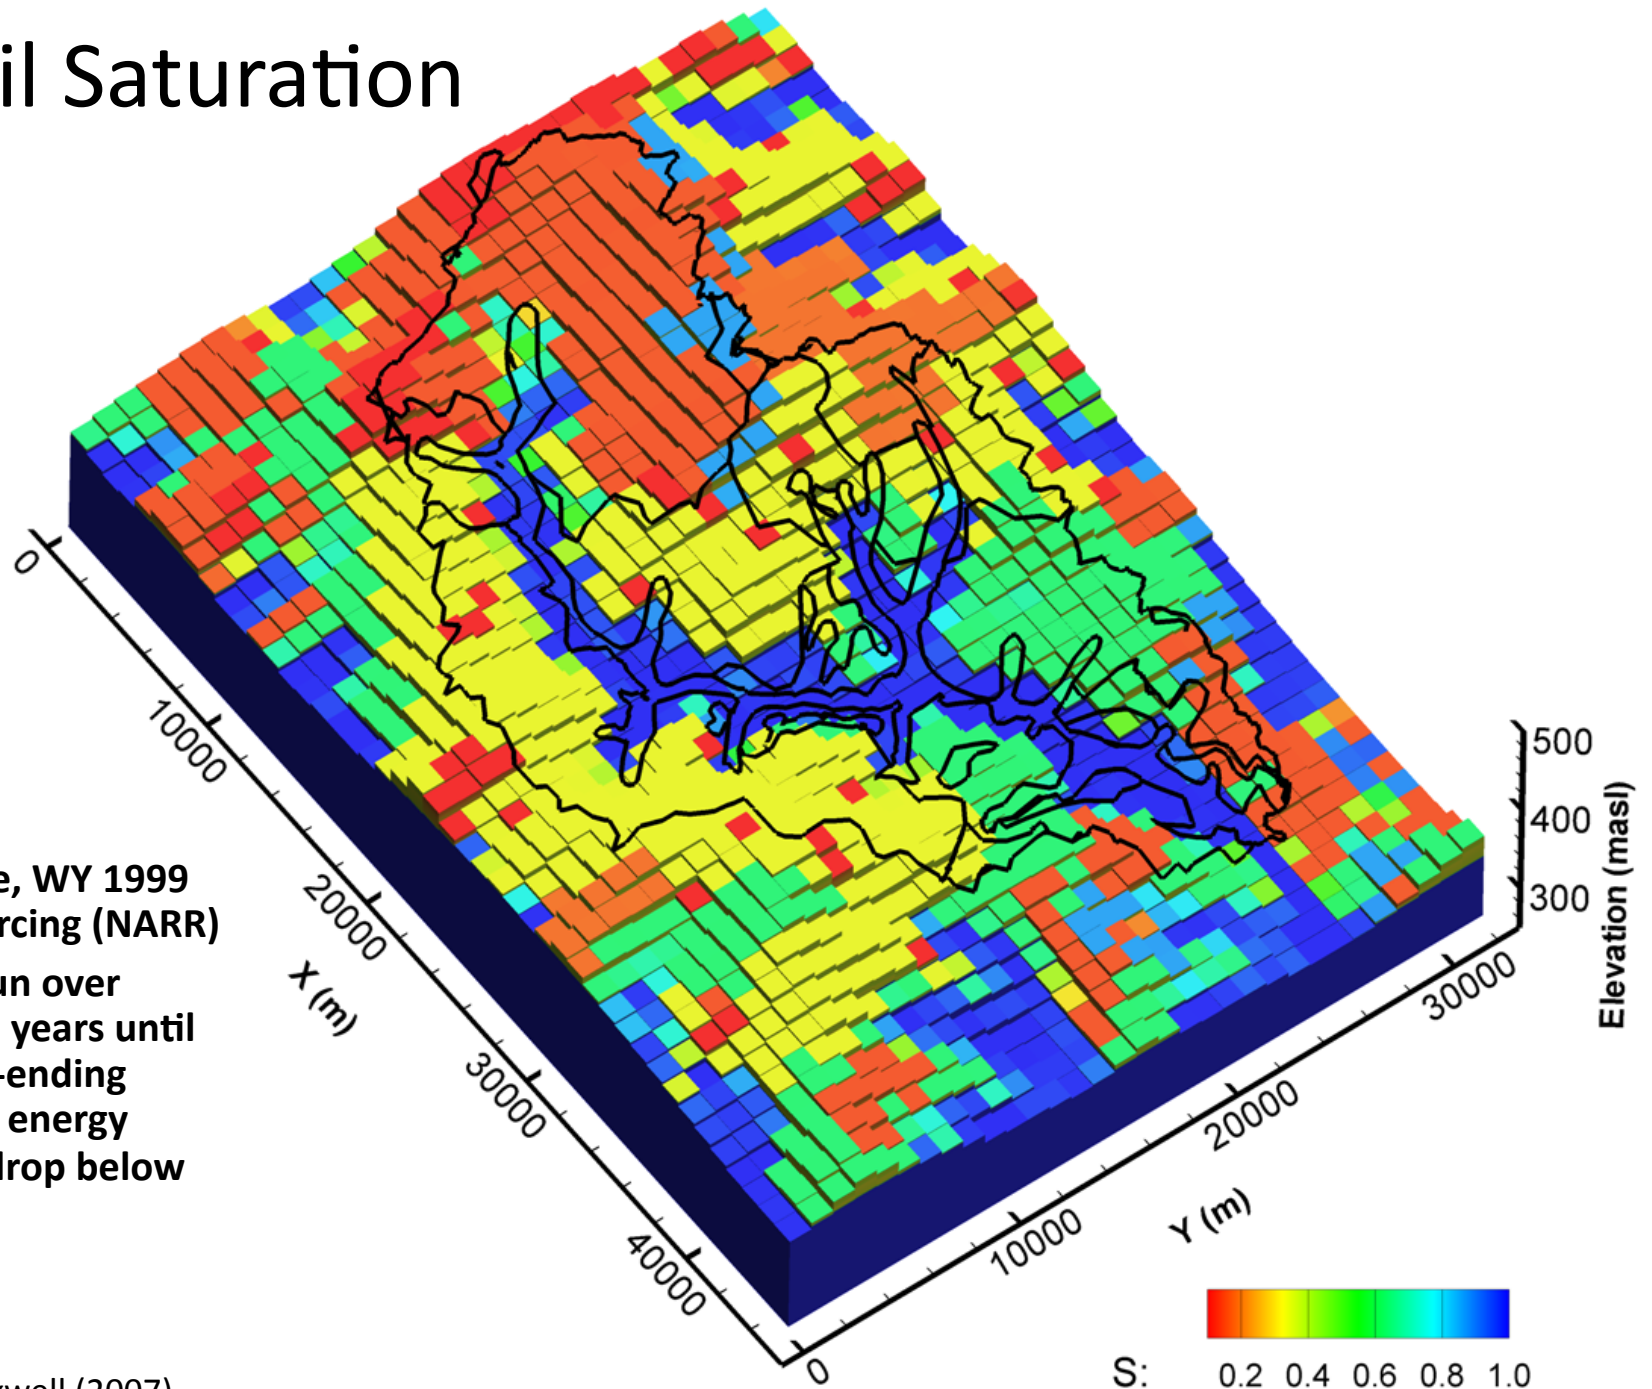 il Saturation
e, WY 1999
rcing (NARR)
un over
years until
-ending
energy
drop below
(2007)
0
10000
20000
30000
40000
X (m)
0
10000
20000
30000
Y (m)
500
400
300
Elevation (masl)
S: 0.2 0.4 0.6 0.8 1.0